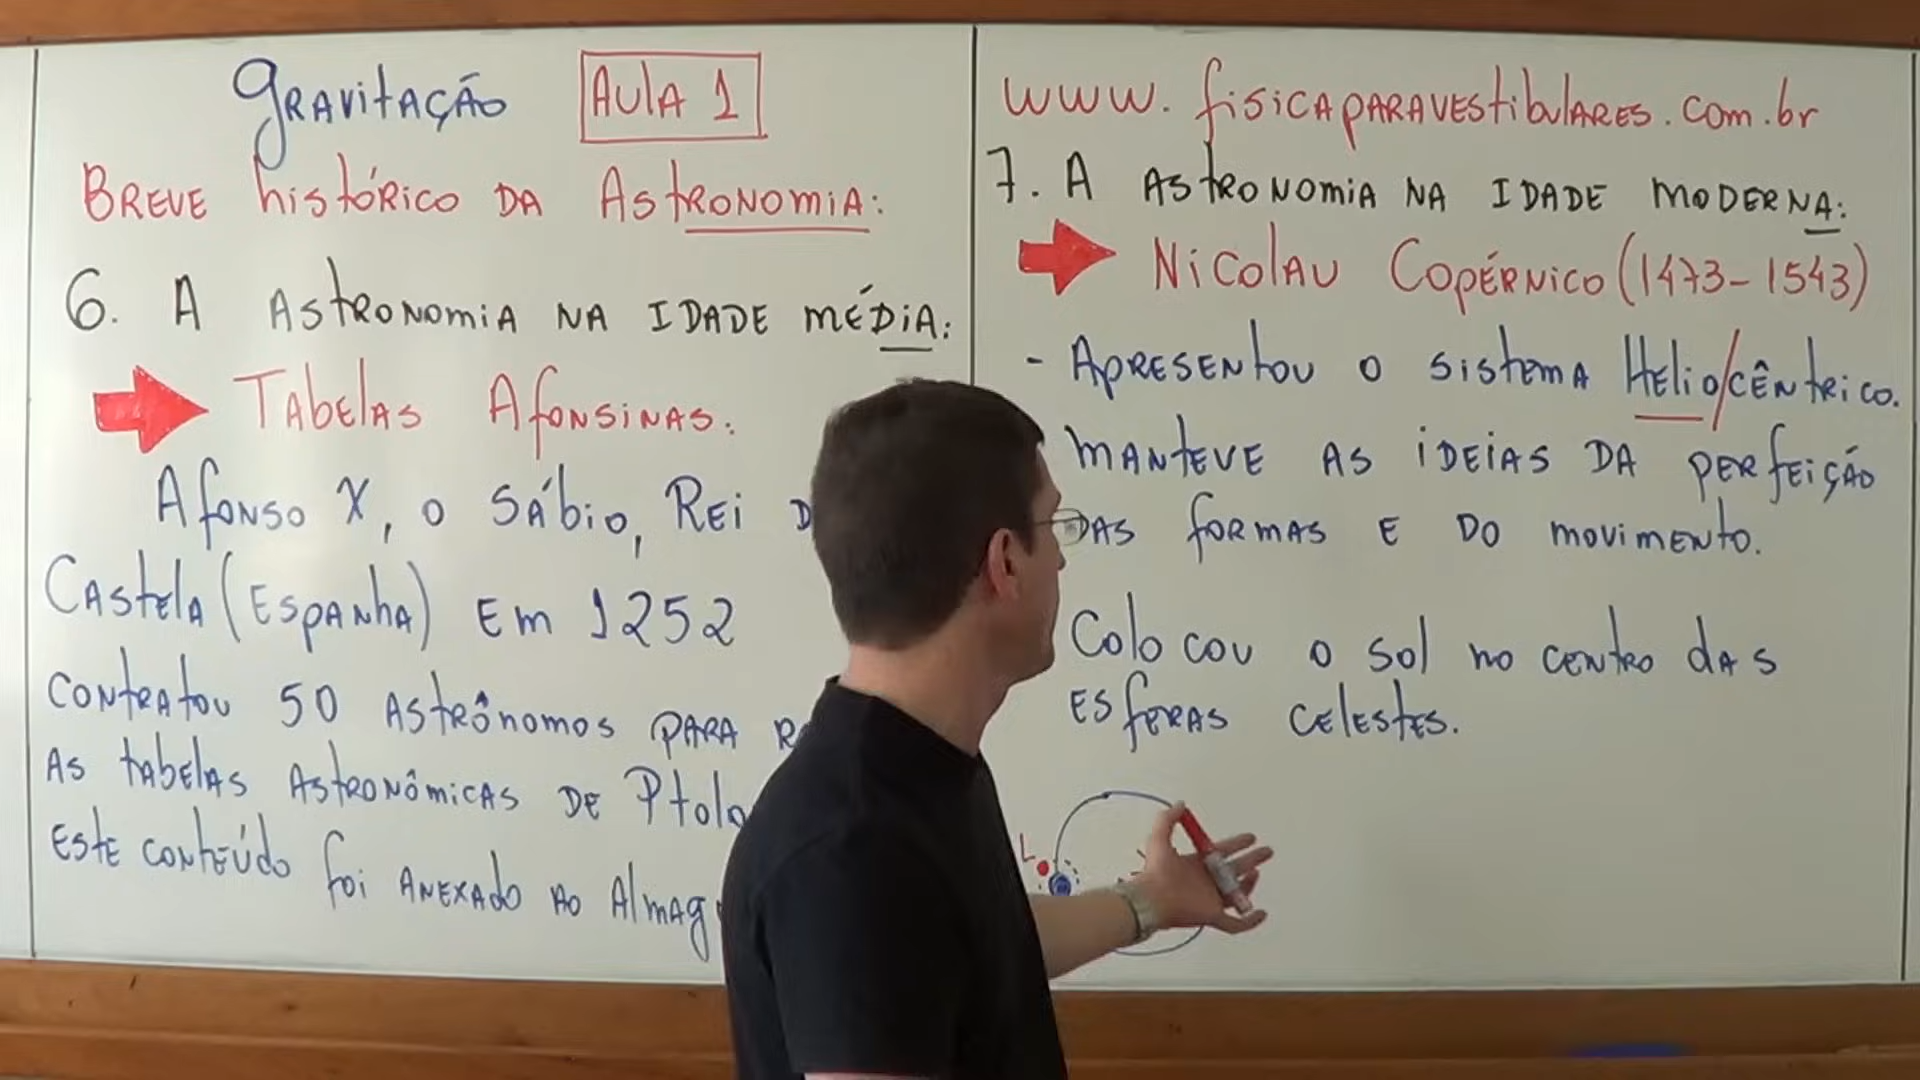 Gravitação Aula 1
Breve histórico da Astronomia:
6. A Astronomia na Idade Média:
Tabelas Afonsinas.
Afonso X, o Sábio, Rei
Castela (Espanha) em 1252
contratou 50 astrônomos para
as tabelas astronômicas de
Este conteúdo foi anexado ao
www.fisicaparavestibulares.com.br
7. A Astronomia na Idade Moderna:
Nicolau Copérnico (1473-1543)
- Apresentou o sistema Helio/cêntrico.
manteve as ideias da perfeição
das formas e do movimento.
Colocou o sol no centro das
esferas celestes.
L